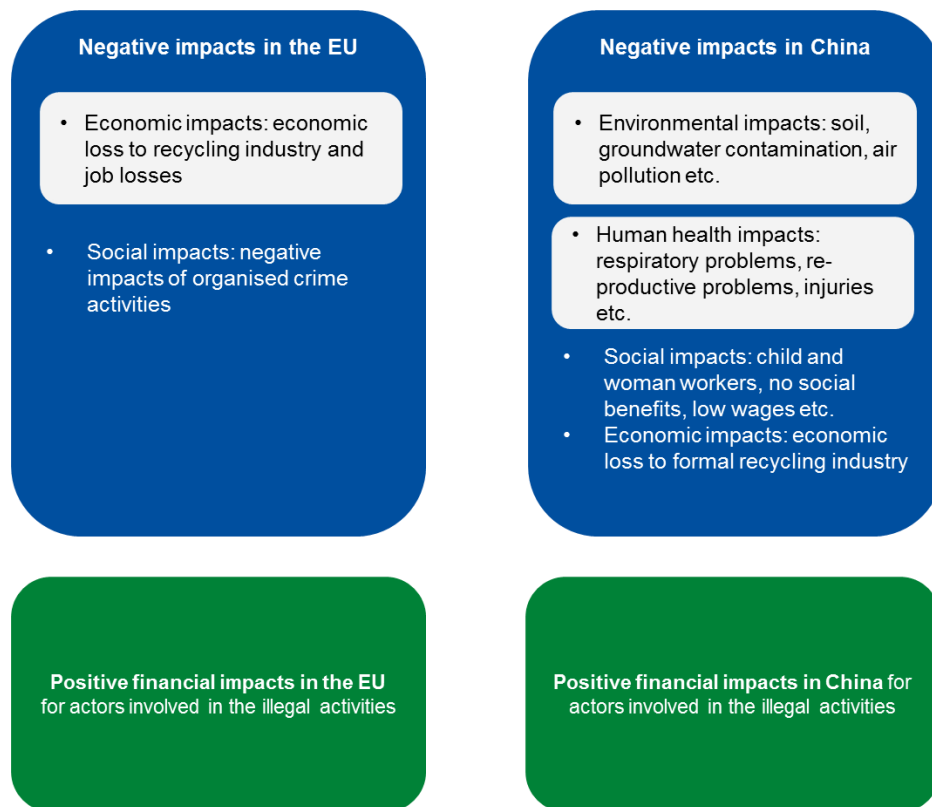 Negative impacts in the EU
• Economic impacts: economic
loss to recycling industry and
job losses
• Social impacts: negative
impacts of organised crime
activities
Negative impacts in China
• Environmental impacts: soil,
groundwater contamination, air
pollution etc.
• Human health impacts:
respiratory problems, re-
productive problems, injuries
etc.
• Social impacts: child and
woman workers, no social
benefits, low wages etc.
• Economic impacts: economic
loss to formal recycling industry
Positive financial impacts in the EU
for actors involved in the illegal activities
Positive financial impacts in China for
actors involved in the illegal activities